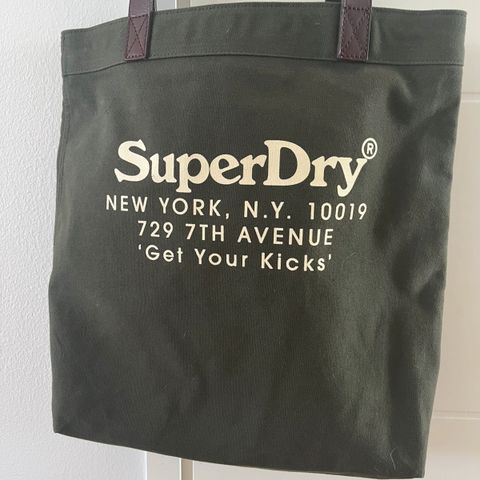 SuperDry®
NEW YORK, N.Y. 10019
729 7TH AVENUE
'Get Your Kicks'